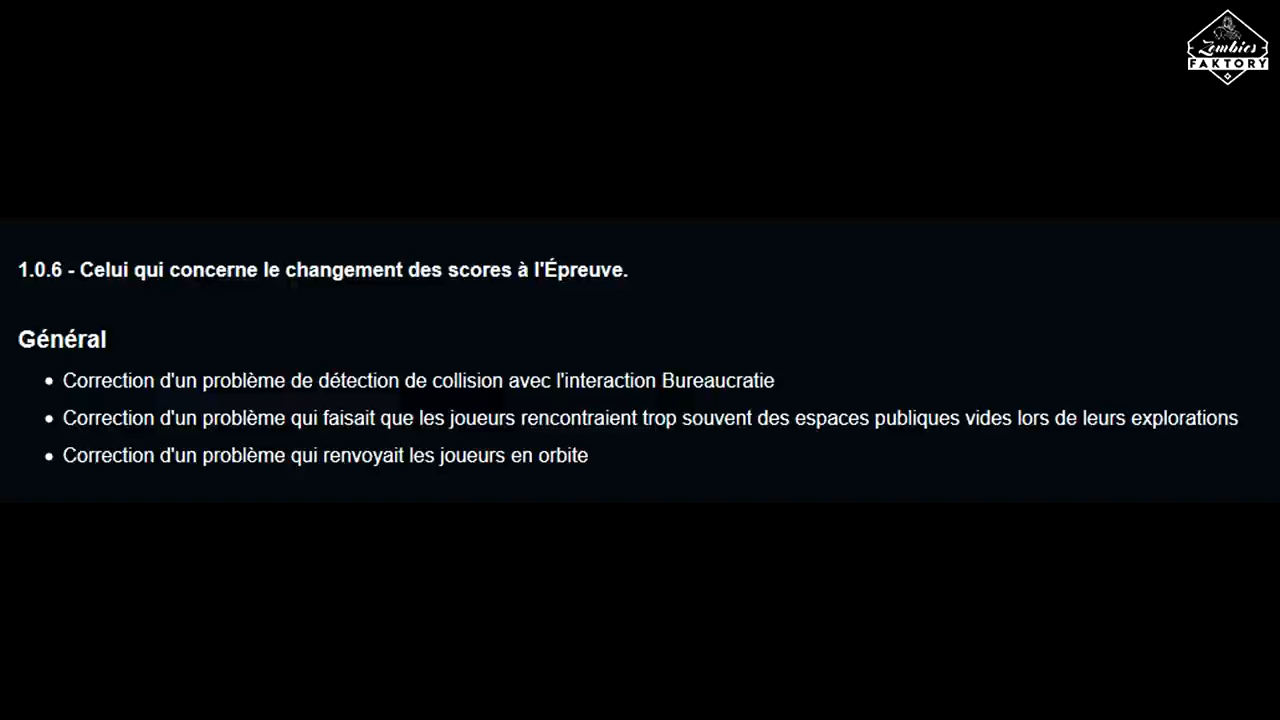 Zombies
FAKTORY
1.0.6 - Celui qui concerne le changement des scores à l'Épreuve.
Général
• Correction d'un problème de détection de collision avec l'interaction Bureaucratie
• Correction d'un problème qui faisait que les joueurs rencontraient trop souvent des espaces publiques vides lors de leurs explorations
• Correction d'un problème qui renvoyait les joueurs en orbite